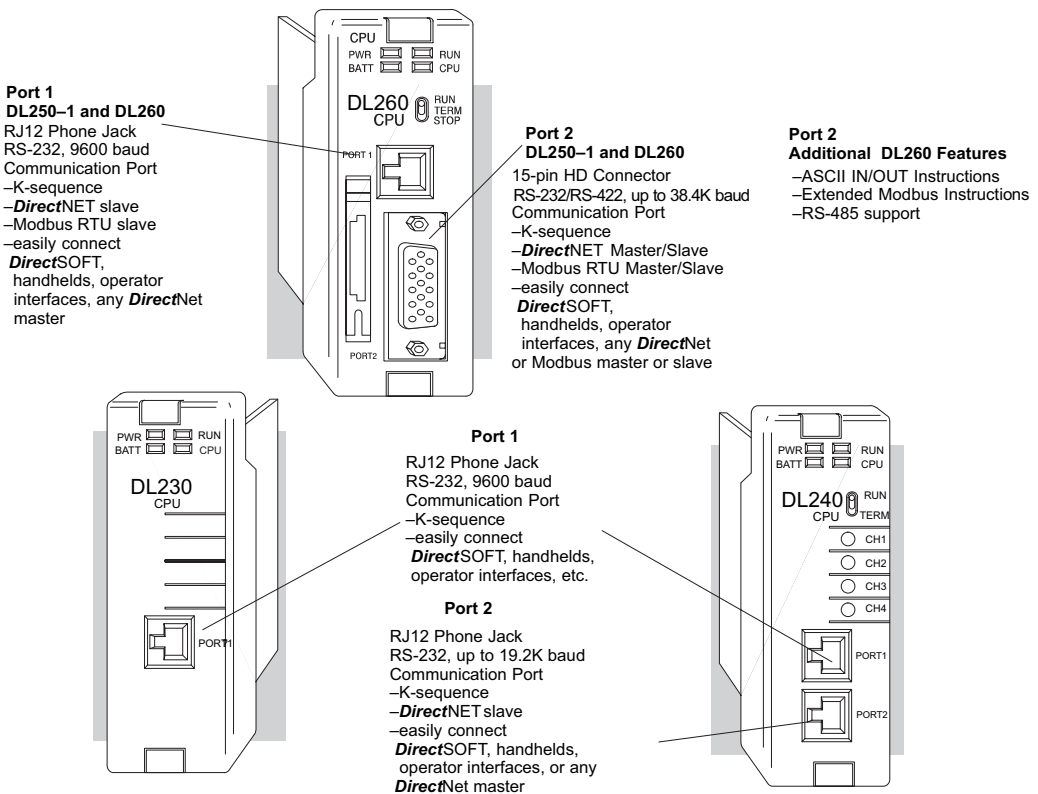 CPU
PWR
RUN
BATT
CPU
DL260
CPU
RUN
TERM
STOP
PORT 1
PORT2
Port 1
DL250–1 and DL260
RJ12 Phone Jack
RS-232, 9600 baud
Communication Port
–K-sequence
–DirectNET slave
–Modbus RTU slave
–easily connect
DirectSOFT,
handhelds, operator
interfaces, any DirectNet
master
Port 2
DL250–1 and DL260
15-pin HD Connector
RS-232/RS-422, up to 38.4K baud
Communication Port
–K-sequence
–DirectNET Master/Slave
–Modbus RTU Master/Slave
–easily connect
DirectSOFT,
handhelds, operator
interfaces, any DirectNet
or Modbus master or slave
Port 2
Additional DL260 Features
–ASCII IN/OUT Instructions
–Extended Modbus Instructions
–RS-485 support
PWR
RUN
BATT
CPU
DL230
CPU
PORT1
Port 1
RJ12 Phone Jack
RS-232, 9600 baud
Communication Port
–K-sequence
–easily connect
DirectSOFT, handhelds,
operator interfaces, etc.
Port 2
RJ12 Phone Jack
RS-232, up to 19.2K baud
Communication Port
–K-sequence
–DirectNET slave
–easily connect
DirectSOFT, handhelds,
operator interfaces, or any
DirectNet master
PWR
RUN
BATT
CPU
DL240
CPU
RUN
TERM
CH1
CH2
CH3
CH4
PORT1
PORT2